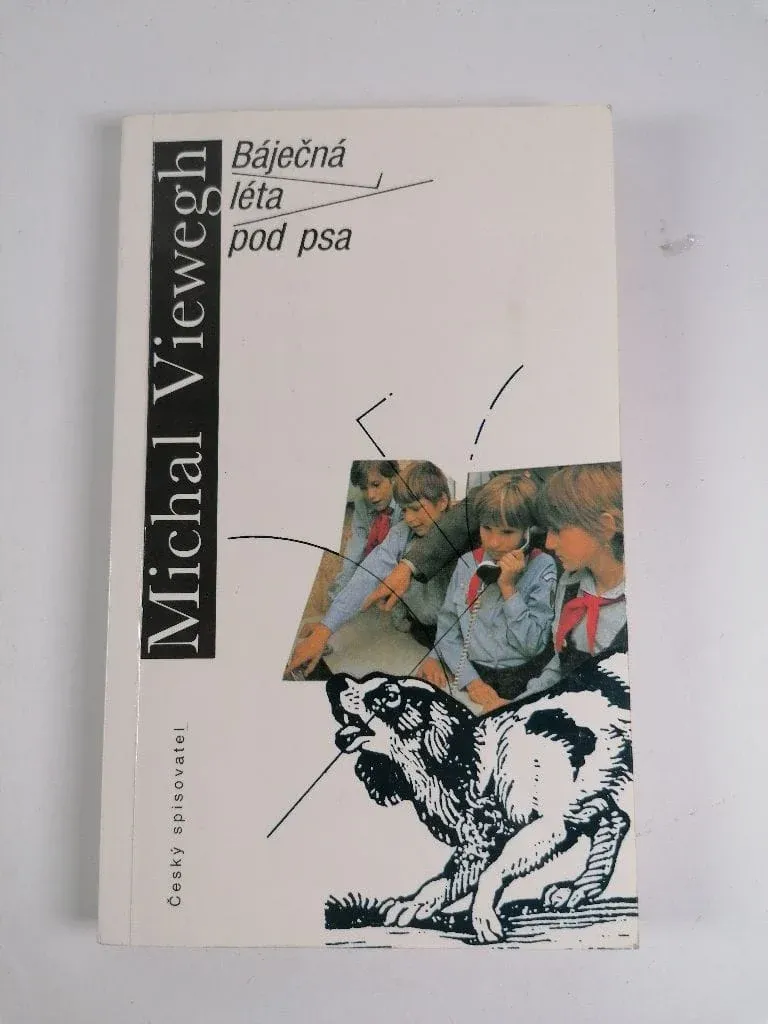 Michal Viewegh
Báječná
léta
pod psa
Český spisovatel